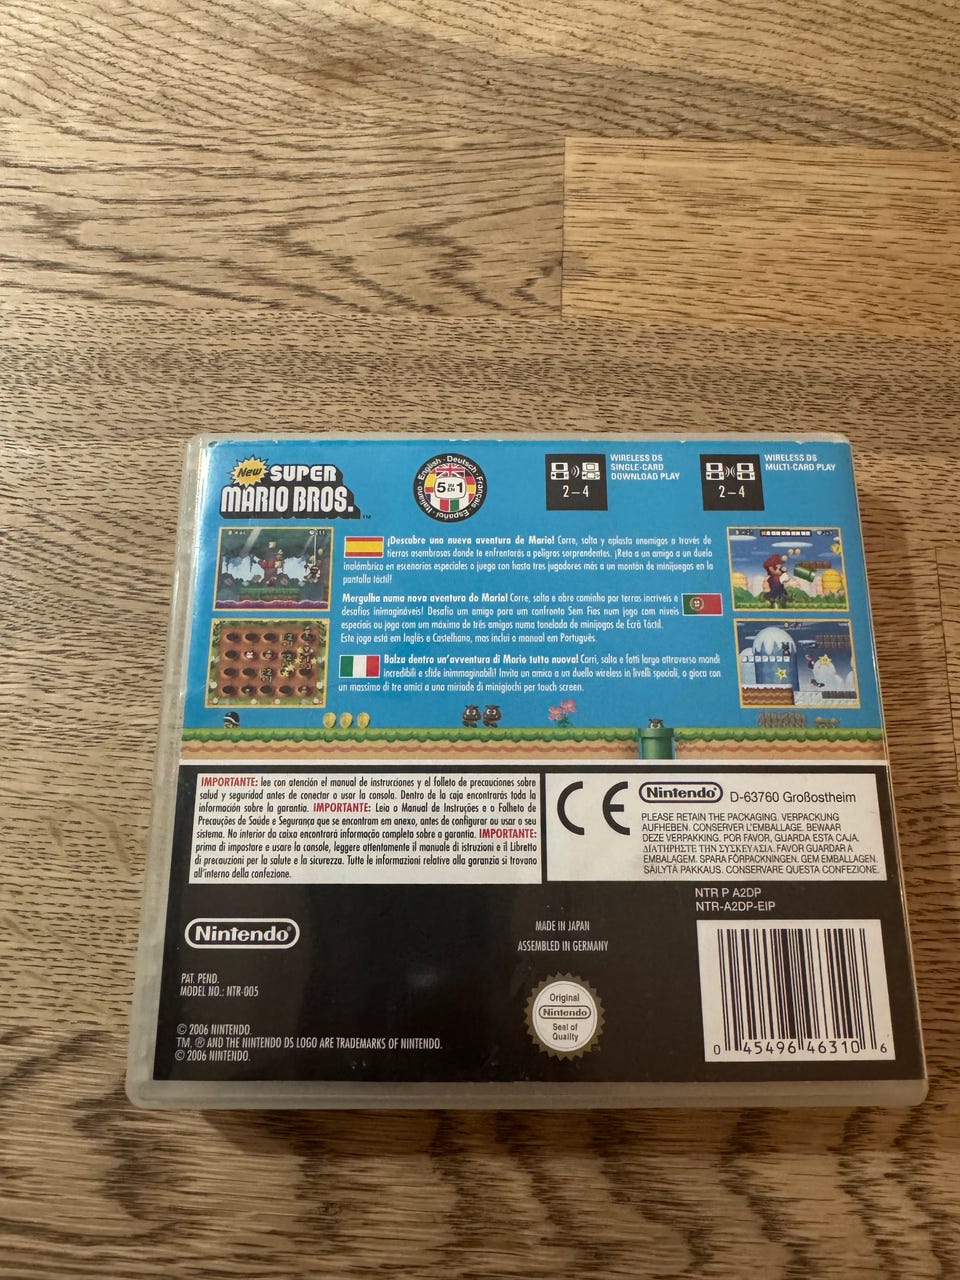 New SUPER
MARIO BROS.™
English · Deutsch · Français · Español · Italiano
5 IN EN 1
WIRELESS DS
SINGLE-CARD
DOWNLOAD PLAY
2–4
WIRELESS DS
MULTI-CARD PLAY
2–4
¡Descubre una nueva aventura de Mario! Corre, salta y aplasta enemigos a través de
tierras asombrosas donde te enfrentarás a peligros sorprendentes. ¡Reta a un amigo a un duelo
inalámbrico en escenarios especiales o juega con hasta tres jugadores más a un montón de minijuegos en la
pantalla táctil!
Mergulha numa nova aventura do Mario! Corre, salta e abre caminho por terras incríveis e
desafios inimagináveis! Desafia um amigo para um confronto Sem Fios num jogo com níveis
especiais ou joga com um máximo de três amigos numa tonelada de minijogos de Ecrã Táctil.
Este jogo está em Inglês e Castelhano, mas inclui o manual em Português.
Balza dentro un'avventura di Mario tutta nuova! Corri, salta e fatti largo attraverso mondi
incredibili e sfide inimmaginabili! Invita un amico a un duello wireless in livelli speciali, o gioca con
un massimo di tre amici a una miriade di minigiochi per touch screen.
IMPORTANTE: lee con atención el manual de instrucciones y el folleto de precauciones sobre
salud y seguridad antes de conectar o usar la consola. Dentro de la caja encontrarás toda la
información sobre la garantía. IMPORTANTE: Leia o Manual de Instruções e o Folheto de
Precauções de Saúde e Segurança que se encontram em anexo, antes de configurar ou usar o seu
sistema. No interior da caixa encontrará informação completa sobre a garantia. IMPORTANTE:
prima di impostare e usare la console, leggere attentamente il manuale di istruzioni e il Libretto
di precauzioni per la salute e la sicurezza. Tutte le informazioni relative alla garanzia si trovano
all'interno della confezione.
CE
Nintendo® D-63760 Großostheim
PLEASE RETAIN THE PACKAGING. VERPACKUNG
AUFHEBEN. CONSERVER L'EMBALLAGE. BEWAAR
DEZE VERPAKKING. POR FAVOR, GUARDA ESTA CAJA.
ΔΙΑΤΗΡΗΣΤΕ ΤΗΝ ΣΥΣΚΕΥΑΣΙΑ. FAVOR GUARDAR A
EMBALAGEM. SPARA FÖRPACKNINGEN. GEM EMBALLAGEN.
SÄILYTÄ PAKKAUS. CONSERVARE QUESTA CONFEZIONE.
NTR P A2DP
NTR-A2DP-EIP
Nintendo®
MADE IN JAPAN
ASSEMBLED IN GERMANY
PAT. PEND.
MODEL NO.: NTR-005
Original
Nintendo
Seal of
Quality
© 2006 NINTENDO.
TM, ® AND THE NINTENDO DS LOGO ARE TRADEMARKS OF NINTENDO.
© 2006 NINTENDO.
0 45496 46310 6